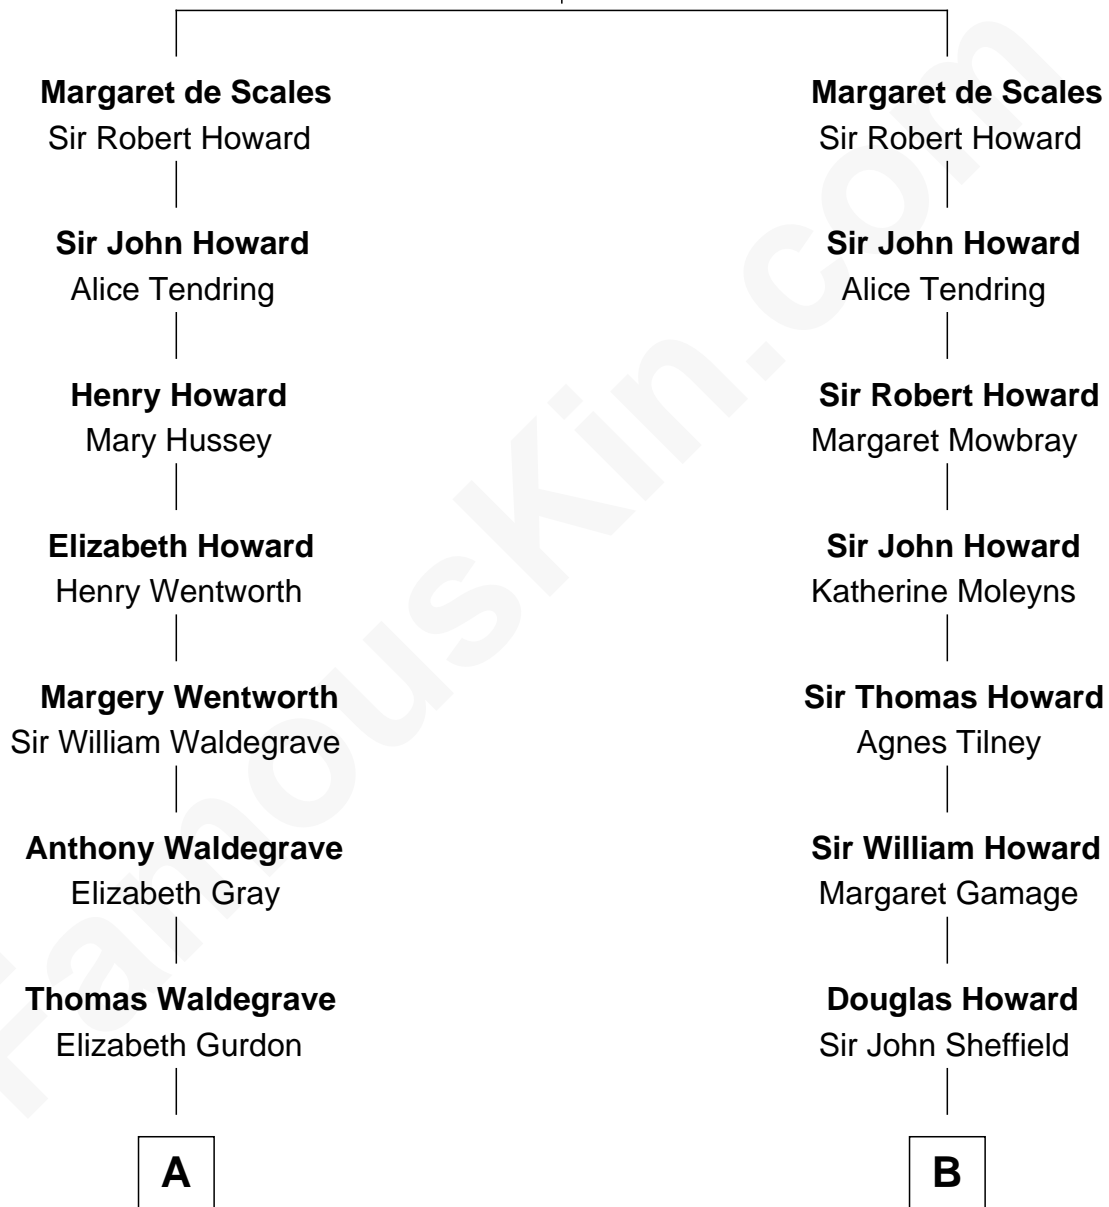 Margaret de Scales
Sir Robert Howard
Sir John Howard
Alice Tendring
Henry Howard
Mary Hussey
Elizabeth Howard
Henry Wentworth
Margery Wentworth
Sir William Waldegrave
Anthony Waldegrave
Elizabeth Gray
Thomas Waldegrave
Elizabeth Gurdon
A
Margaret de Scales
Sir Robert Howard
Sir John Howard
Alice Tendring
Sir Robert Howard
Margaret Mowbray
Sir John Howard
Katherine Moleyns
Sir Thomas Howard
Agnes Tilney
Sir William Howard
Margaret Gamage
Douglas Howard
Sir John Sheffield
B
FamousKin.com